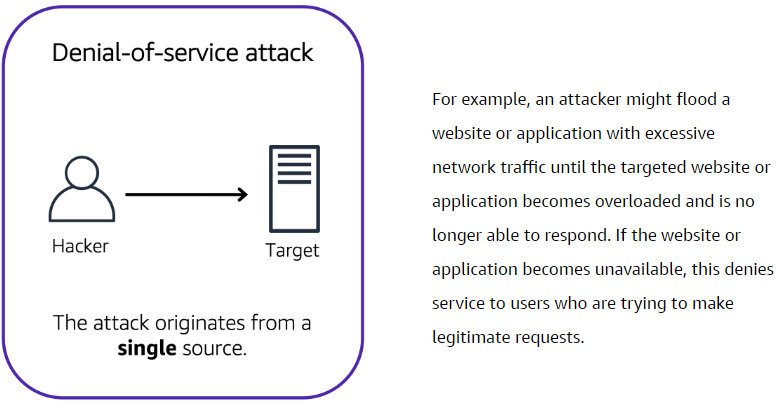 Denial-of-service attack
Hacker
Target
The attack originates from a
single source.
For example, an attacker might flood a
website or application with excessive
network traffic until the targeted website or
application becomes overloaded and is no
longer able to respond. If the website or
application becomes unavailable, this denies
service to users who are trying to make
legitimate requests.